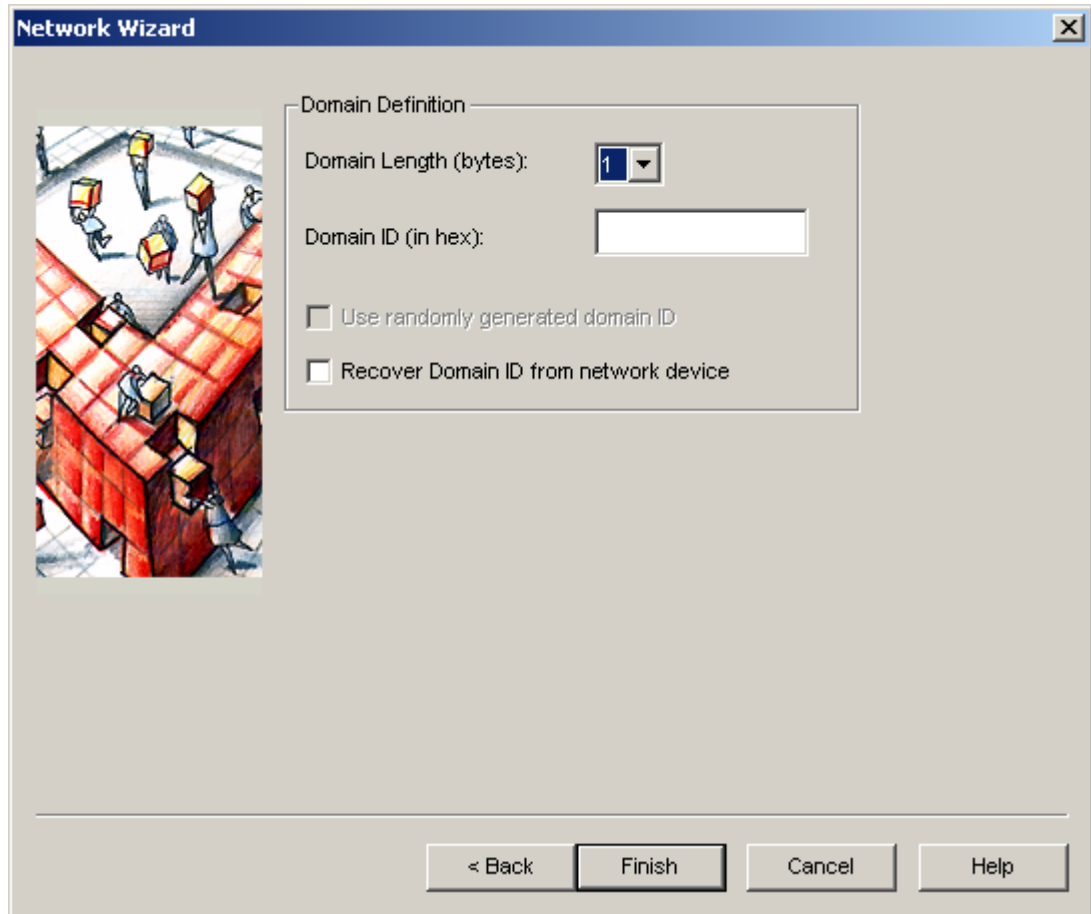 Network Wizard
Domain Definition
Domain Length (bytes): 1
Domain ID (in hex):
Use randomly generated domain ID
Recover Domain ID from network device
< Back Finish Cancel Help